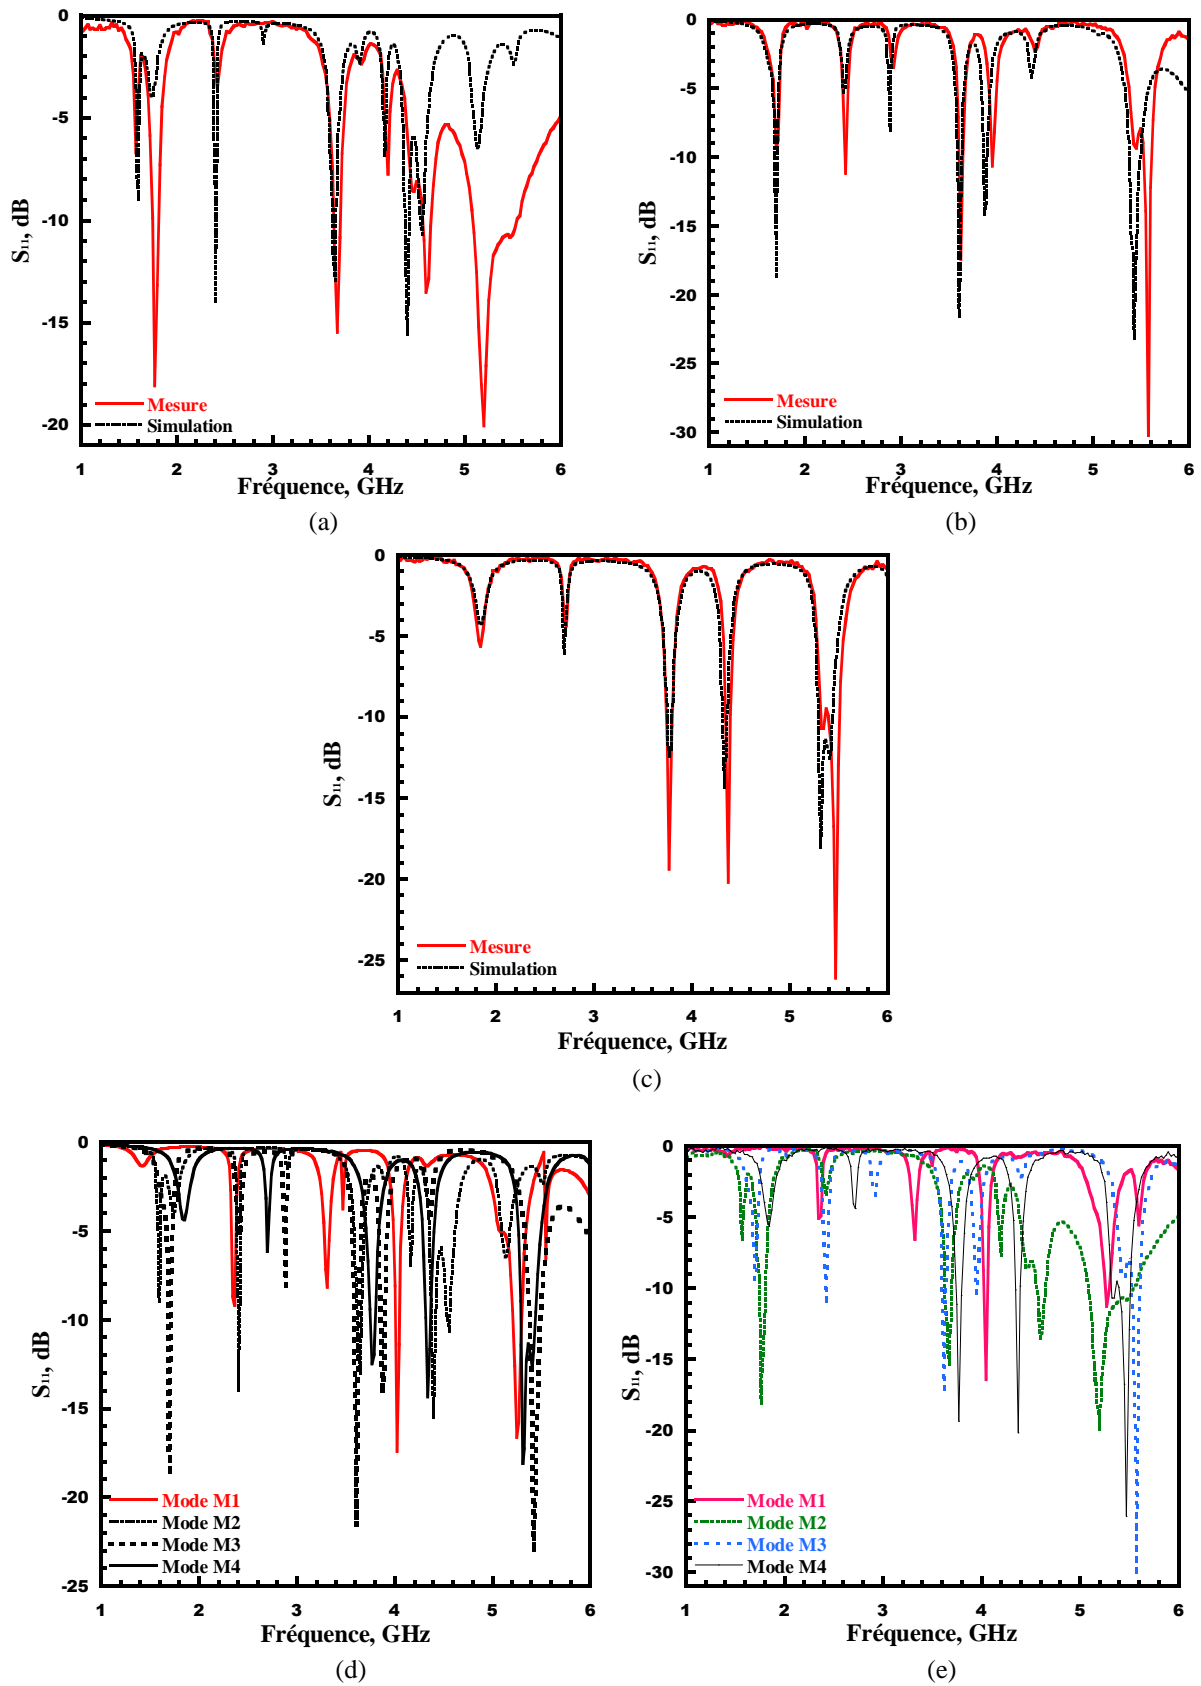 0
-5
-10
-15
-20
S11, dB
Mesure
Simulation
1 2 3 4 5 6
Fréquence, GHz
(a)
0
-5
-10
-15
-20
-25
-30
S11, dB
Mesure
Simulation
1 2 3 4 5 6
Fréquence, GHz
(b)
0
-5
-10
-15
-20
-25
S11, dB
Mesure
Simulation
1 2 3 4 5 6
Fréquence, GHz
(c)
0
-5
-10
-15
-20
-25
S11, dB
Mode M1
Mode M2
Mode M3
Mode M4
1 2 3 4 5 6
Fréquence, GHz
(d)
0
-5
-10
-15
-20
-25
-30
S11, dB
Mode M1
Mode M2
Mode M3
Mode M4
1 2 3 4 5 6
Fréquence, GHz
(e)